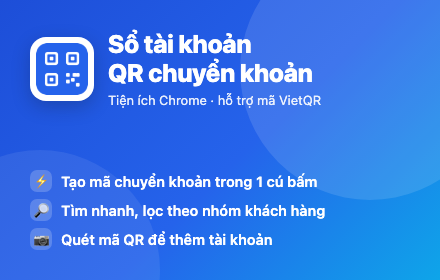 Sổ tài khoản
QR chuyển khoản
Tiện ích Chrome · hỗ trợ mã VietQR
Tạo mã chuyển khoản trong 1 cú bấm
Tìm nhanh, lọc theo nhóm khách hàng
Quét mã QR để thêm tài khoản